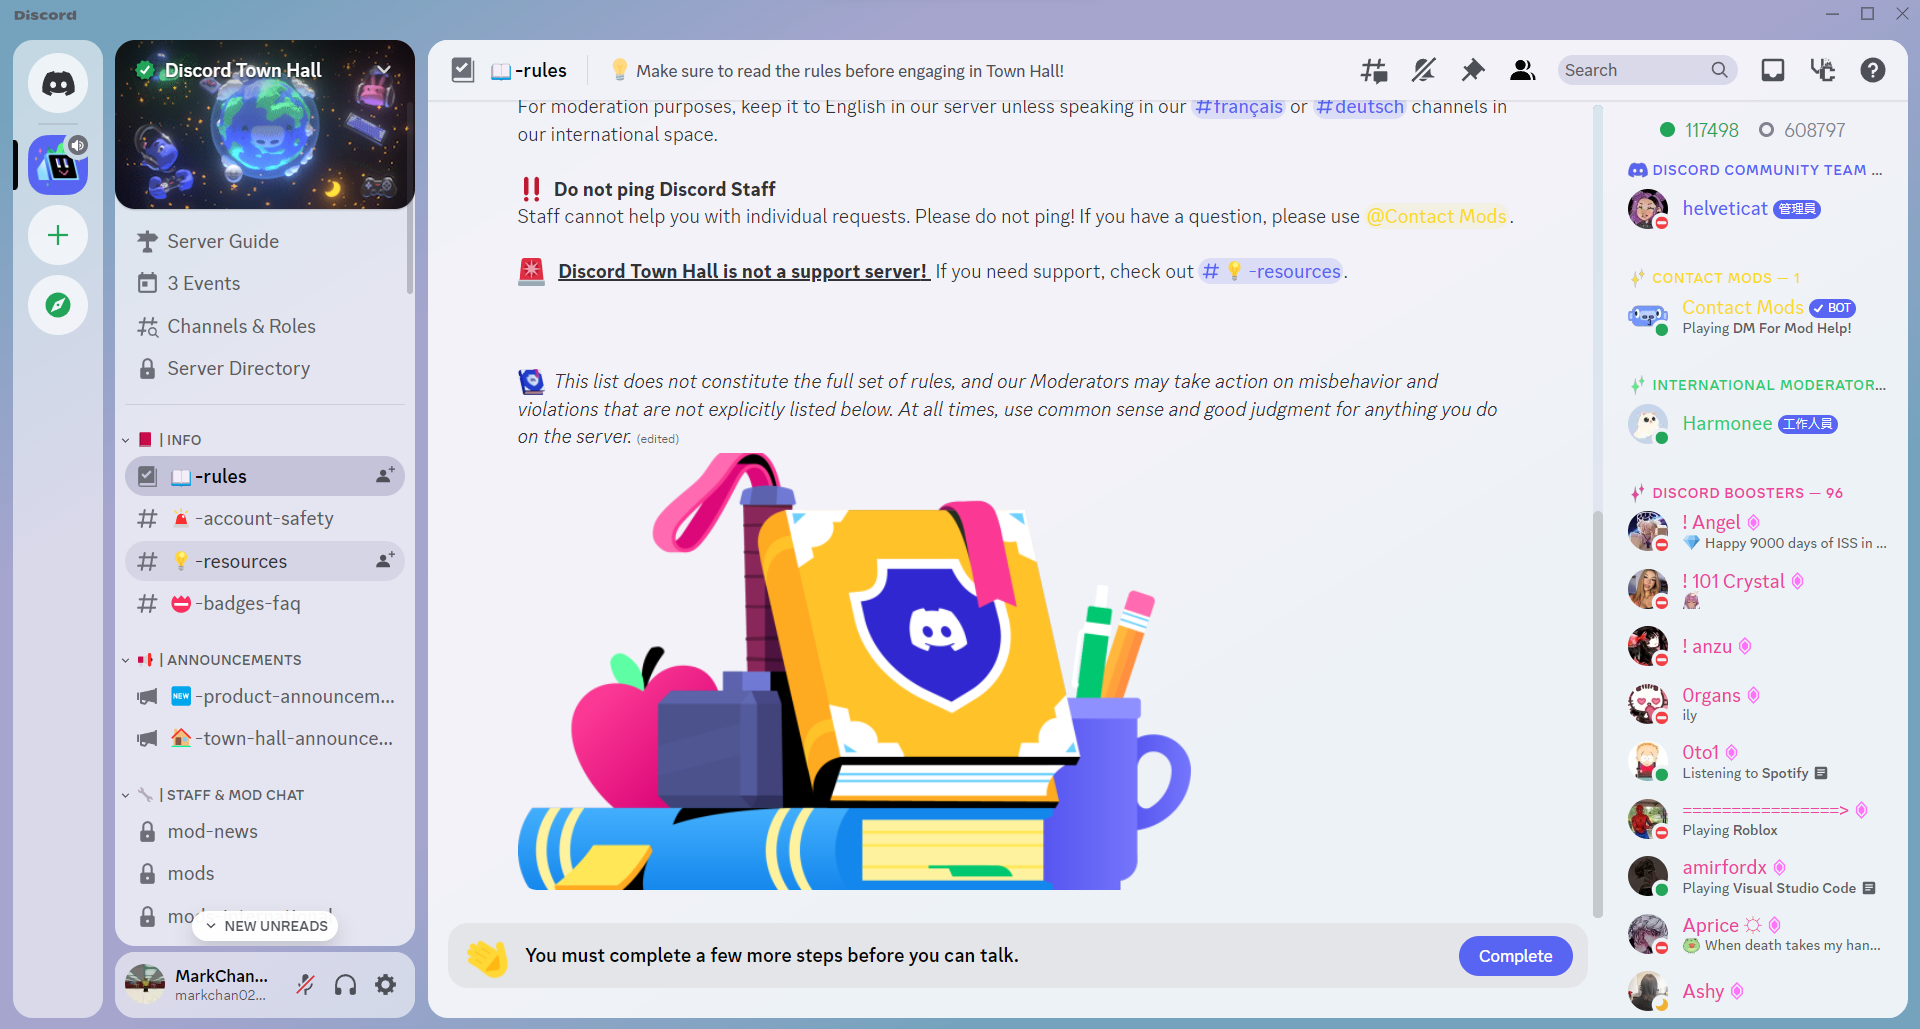 Discord
Discord Town Hall
Server Guide
3 Events
Channels & Roles
Server Directory
| INFO
-rules
-account-safety
-resources
-badges-faq
| ANNOUNCEMENTS
NEW -product-announcem...
-town-hall-announce...
| STAFF & MOD CHAT
mod-news
mods
NEW UNREADS
MarkChan...
markchan02...
-rules
Make sure to read the rules before engaging in Town Hall!
Search
For moderation purposes, keep it to English in our server unless speaking in our #français or #deutsch channels in
our international space.
Do not ping Discord Staff
Staff cannot help you with individual requests. Please do not ping! If you have a question, please use @Contact Mods.
Discord Town Hall is not a support server! If you need support, check out # -resources.
This list does not constitute the full set of rules, and our Moderators may take action on misbehavior and
violations that are not explicitly listed below. At all times, use common sense and good judgment for anything you do
on the server. (edited)
You must complete a few more steps before you can talk.
Complete
117498 608797
DISCORD COMMUNITY TEAM ...
helveticat 管理員
CONTACT MODS — 1
Contact Mods BOT
Playing DM For Mod Help!
INTERNATIONAL MODERATOR...
Harmonee 工作人員
DISCORD BOOSTERS — 96
! Angel
Happy 9000 days of ISS in ...
! 101 Crystal
! anzu
0rgans
ily
0to1
Listening to Spotify
================>
Playing Roblox
amirfordx
Playing Visual Studio Code
Aprice
When death takes my han...
Ashy